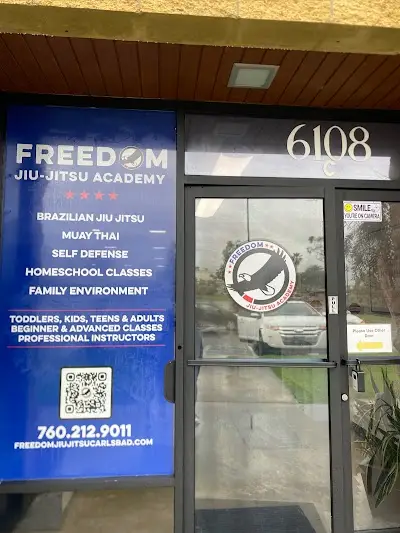 FREEDOM
JIU-JITSU ACADEMY
BRAZILIAN JIU JITSU
MUAY THAI
SELF DEFENSE
HOMESCHOOL CLASSES
FAMILY ENVIRONMENT
TODDLERS, KIDS, TEENS & ADULTS
BEGINNER & ADVANCED CLASSES
PROFESSIONAL INSTRUCTORS
760.212.9011
FREEDOMJIUJITSUCARLSBAD.COM
6108
C
FREEDOM
JIU-JITSU ACADEMY
SMILE
YOU'RE ON CAMERA
PULL
Please Use Other
Door